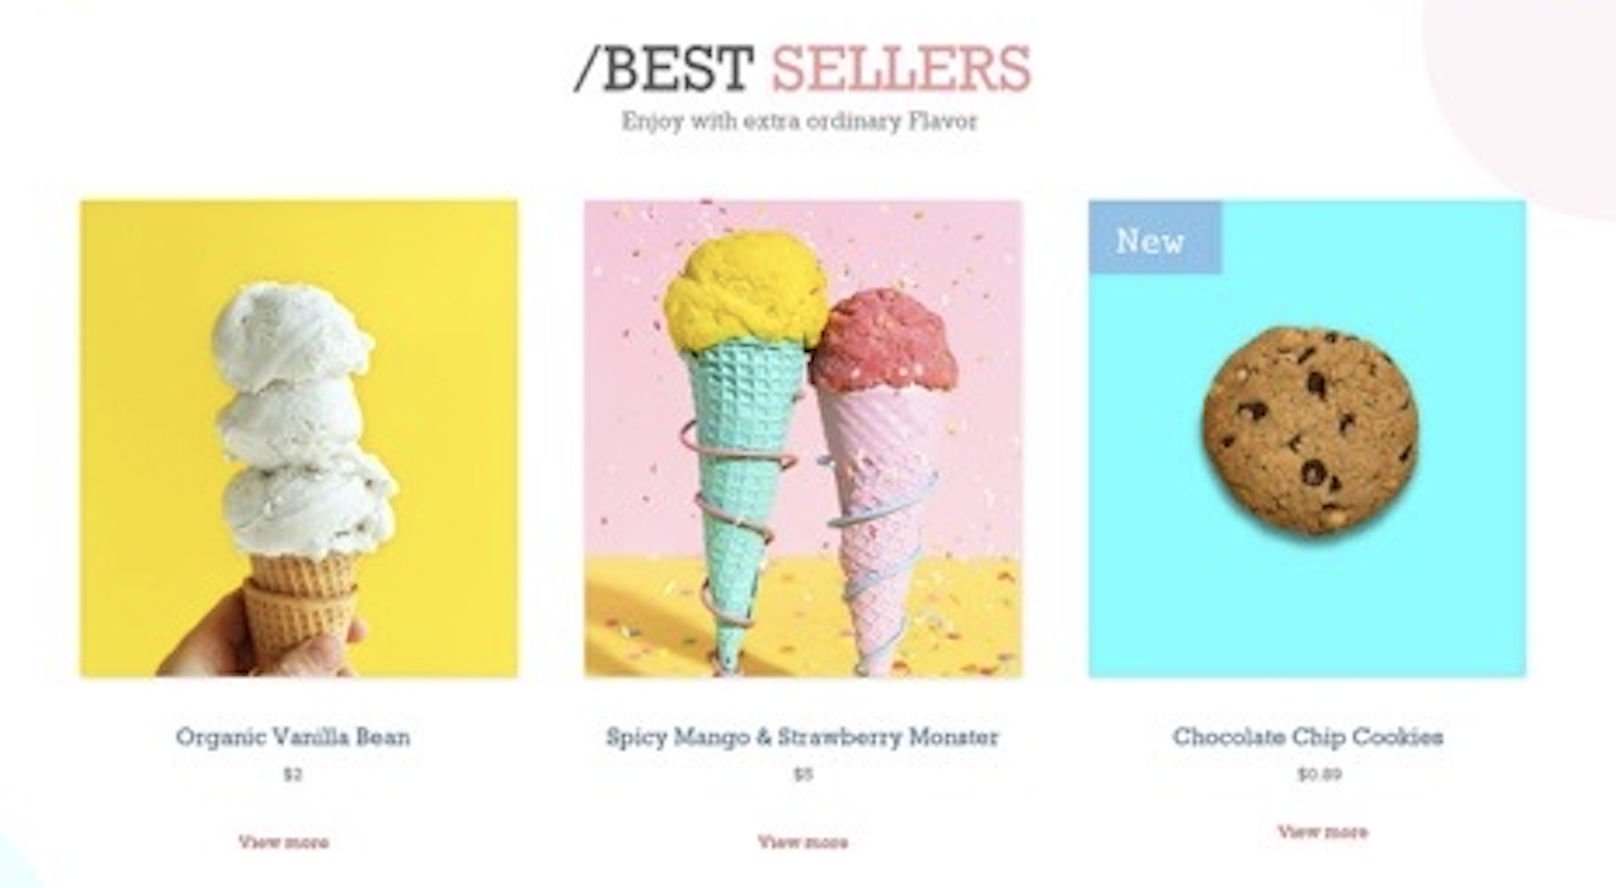 /BEST SELLERS
Enjoy with extra ordinary Flavor
New
Organic Vanilla Bean
$2
View more
Spicy Mango & Strawberry Monster
$5
View more
Chocolate Chip Cookies
$0.89
View more